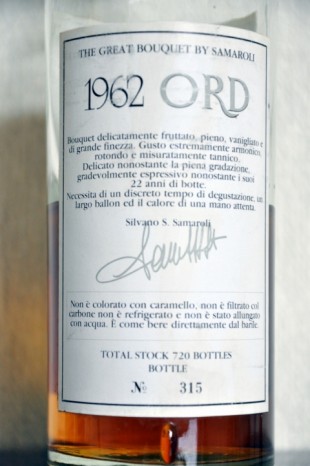 THE GREAT BOUQUET BY SAMAROLI
1962 ORD
Bouquet delicatamente fruttato, pieno, vanigliato e
di grande finezza. Gusto estremamente armonico,
rotondo e misuratamente tannico.
Delicato nonostante la piena gradazione,
gradevolmente espressivo nonostante i suoi
22 anni di botte.
Necessita di un discreto tempo di degustazione, un
largo ballon ed il calore di una mano attenta.
Silvano S. Samaroli
Non è colorato con caramello, non è filtrato col
carbone non è refrigerato e non è stato allungato
con acqua. È come bere direttamente dal barile.
TOTAL STOCK 720 BOTTLES
BOTTLE
№ 315